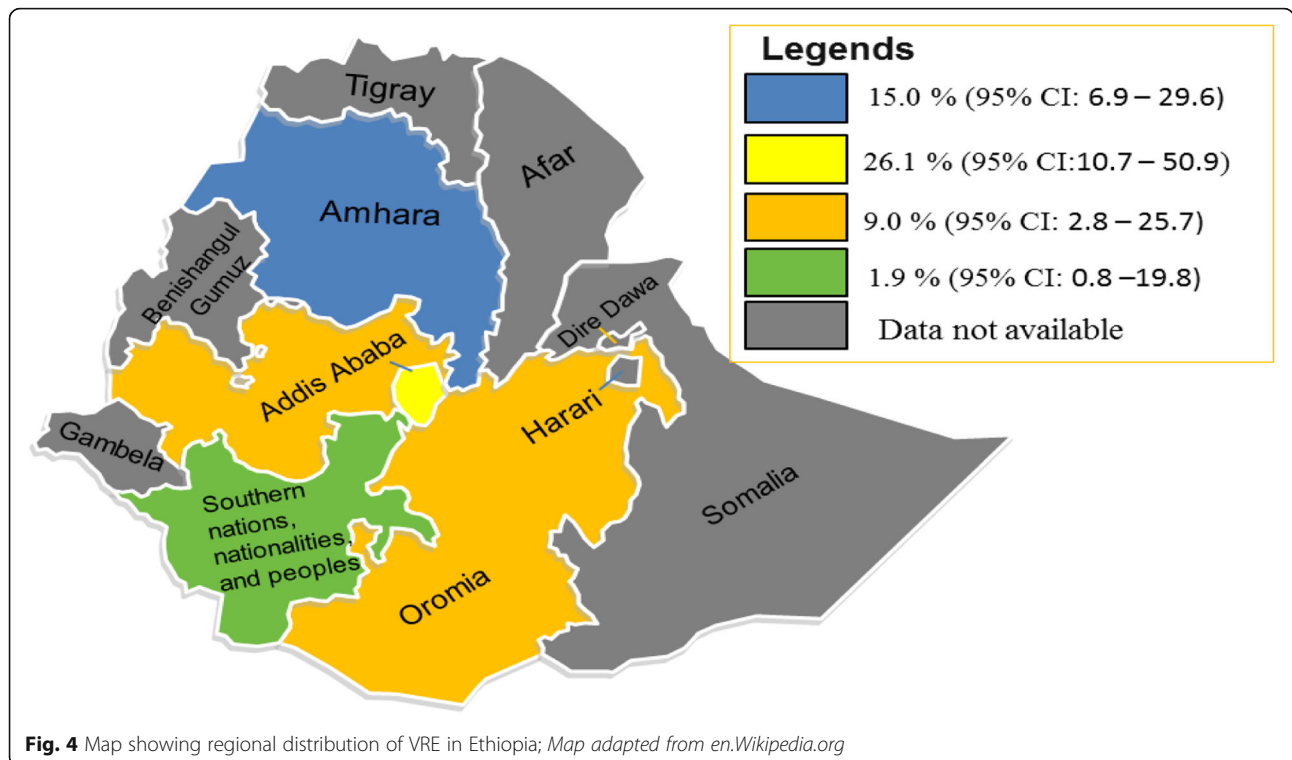 Tigray
Afar
Amhara
Benishangul
Gumuz
Dire Dawa
Addis Ababa
Harari
Gambela
Somalia
Southern
nations,
nationalities,
and peoples
Oromia
Legends
15.0 % (95% CI: 6.9 – 29.6)
26.1 % (95% CI:10.7 – 50.9)
9.0 % (95% CI: 2.8 – 25.7)
1.9 % (95% CI: 0.8 –19.8)
Data not available
Fig. 4 Map showing regional distribution of VRE in Ethiopia; Map adapted from en.Wikipedia.org